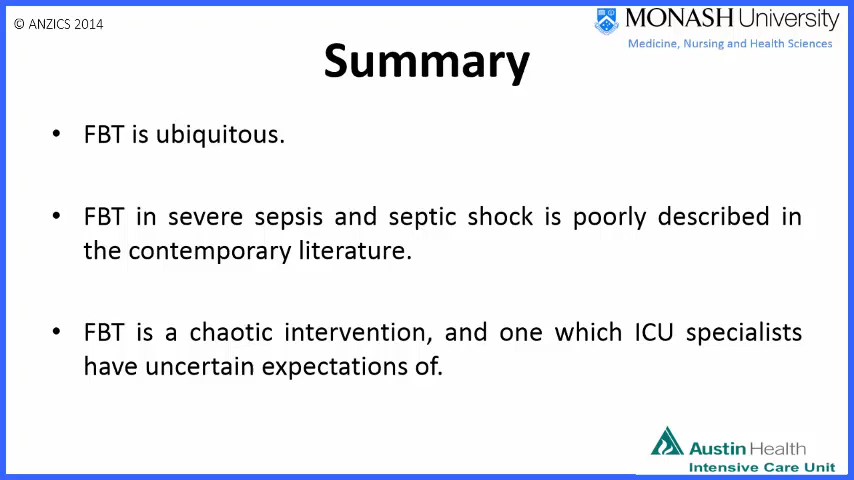 © ANZICS 2014
MONASH University
Medicine, Nursing and Health Sciences
Summary
• FBT is ubiquitous.
• FBT in severe sepsis and septic shock is poorly described in
the contemporary literature.
• FBT is a chaotic intervention, and one which ICU specialists
have uncertain expectations of.
Austin Health
Intensive Care Unit